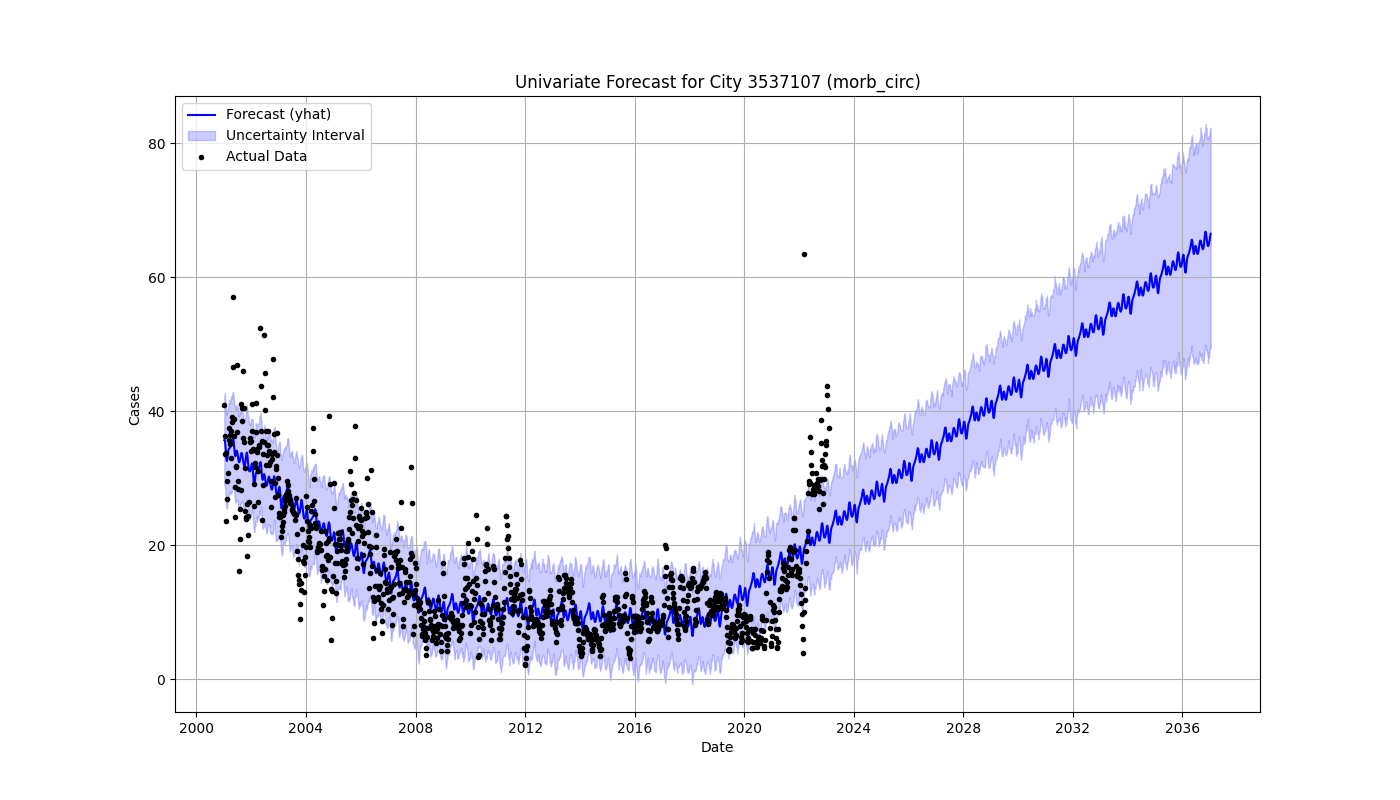 Univariate Forecast for City 3537107 (morb_circ)
Forecast (yhat)
Uncertainty Interval
Actual Data
80
60
40
20
0
Cases
2000 2004 2008 2012 2016 2020 2024 2028 2032 2036
Date